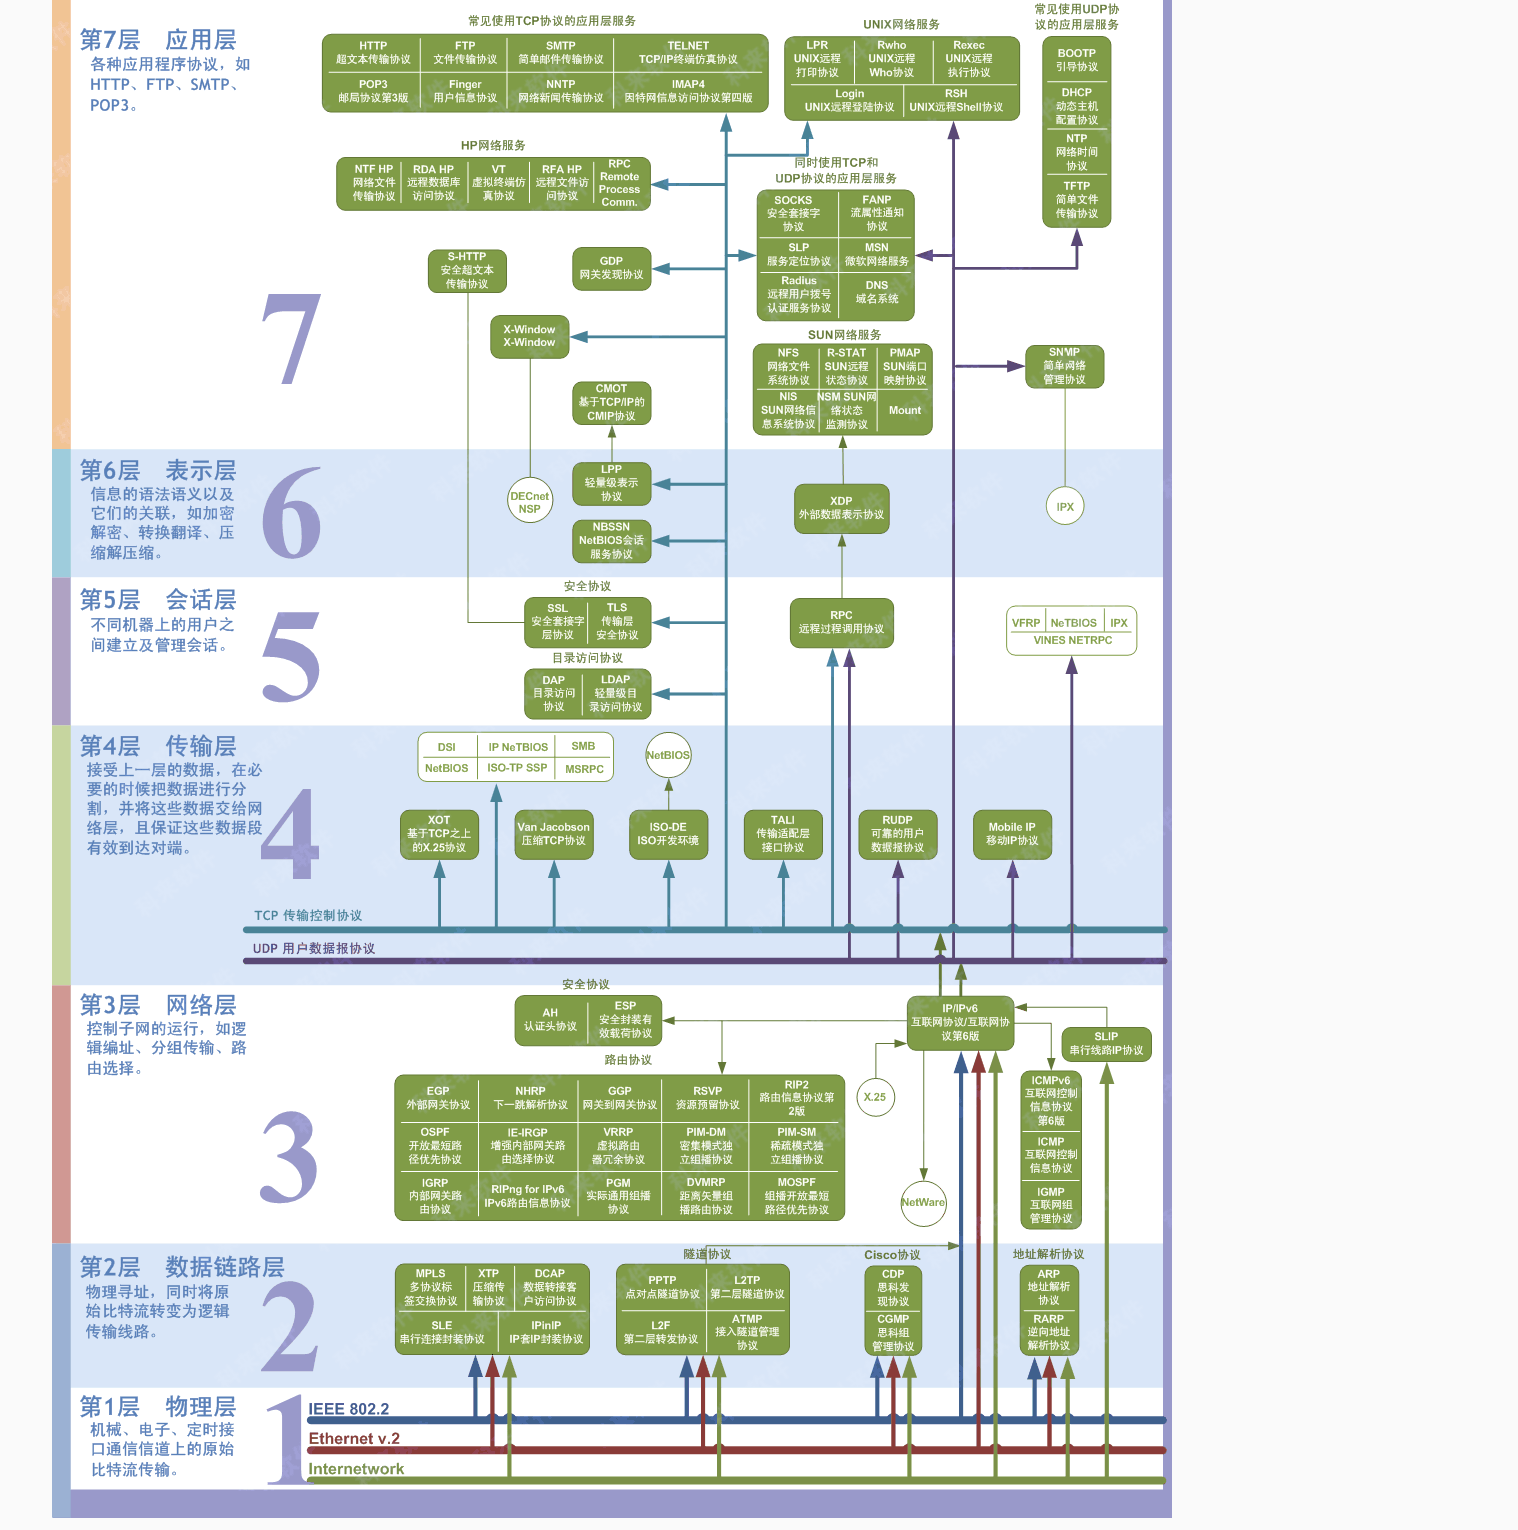 第7层 应用层
各种应用程序协议，如
HTTP、FTP、SMTP、
POP3。
常见使用TCP协议的应用层服务
HTTP
超文本传输协议
FTP
文件传输协议
SMTP
简单邮件传输协议
TELNET
TCP/IP终端仿真协议
POP3
邮局协议第3版
Finger
用户信息协议
NNTP
网络新闻传输协议
IMAP4
因特网信息访问协议第四版
UNIX网络服务
LPR
UNIX远程
打印协议
Rwho
UNIX远程
Who协议
Rexec
UNIX远程
执行协议
Login
UNIX远程登陆协议
RSH
UNIX远程Shell协议
常见使用UDP协
议的应用层服务
BOOTP
引导协议
DHCP
动态主机
配置协议
NTP
网络时间
协议
TFTP
简单文件
传输协议
HP网络服务
NTF HP
网络文件
传输协议
RDA HP
远程数据库
访问协议
VT
虚拟终端仿
真协议
RFA HP
远程文件访
问协议
RPC
Remote
Process
Comm.
同时使用TCP和
UDP协议的应用层服务
SOCKS
安全套接字
协议
FANP
流属性通知
协议
SLP
服务定位协议
MSN
微软网络服务
Radius
远程用户拨号
认证服务协议
DNS
域名系统
S-HTTP
安全超文本
传输协议
GDP
网关发现协议
X-Window
X-Window
CMOT
基于TCP/IP的
CMIP协议
SUN网络服务
NFS
网络文件
系统协议
R-STAT
SUN远程
状态协议
PMAP
SUN端口
映射协议
NIS
SUN网络信
息系统协议
NSM SUN网
络状态
监测协议
Mount
SNMP
简单网络
管理协议
7
第6层 表示层
信息的语法语义以及
它们的关联，如加密
解密、转换翻译、压
缩解压缩。
6
DECnet
NSP
LPP
轻量级表示
协议
NBSSN
NetBIOS会话
服务协议
XDP
外部数据表示协议
IPX
第5层 会话层
不同机器上的用户之
间建立及管理会话。
5
安全协议
SSL
安全套接字
层协议
TLS
传输层
安全协议
目录访问协议
DAP
目录访问
协议
LDAP
轻量级目
录访问协议
RPC
远程过程调用协议
VFRP
NeTBIOS
IPX
VINES NETRPC
第4层 传输层
接受上一层的数据，在必
要的时候把数据进行分
割，并将这些数据交给网
络层，且保证这些数据段
有效到达对端。
4
DSI
IP NeTBIOS
SMB
NetBIOS
ISO-TP SSP
MSRPC
NetBIOS
XOT
基于TCP之上
的X.25协议
Van Jacobson
压缩TCP协议
ISO-DE
ISO开发环境
TALI
传输适配层
接口协议
RUDP
可靠的用户
数据报协议
Mobile IP
移动IP协议
TCP 传输控制协议
UDP 用户数据报协议
第3层 网络层
控制子网的运行，如逻
辑编址、分组传输、路
由选择。
3
安全协议
AH
认证头协议
ESP
安全封装有
效载荷协议
IP/IPv6
互联网协议/互联网协
议第6版
SLIP
串行线路IP协议
路由协议
EGP
外部网关协议
NHRP
下一跳解析协议
GGP
网关到网关协议
RSVP
资源预留协议
RIP2
路由信息协议第
2版
OSPF
开放最短路
径优先协议
IE-IRGP
增强内部网关路
由选择协议
VRRP
虚拟路由
器冗余协议
PIM-DM
密集模式独
立组播协议
PIM-SM
稀疏模式独
立组播协议
IGRP
内部网关路
由协议
RIPng for IPv6
IPv6路由信息协议
PGM
实际通用组播
协议
DVMRP
距离矢量组
播路由协议
MOSPF
组播开放最短
路径优先协议
X.25
NetWare
ICMPv6
互联网控制
信息协议
第6版
ICMP
互联网控制
信息协议
IGMP
互联网组
管理协议
第2层 数据链路层
物理寻址，同时将原
始比特流转变为逻辑
传输线路。
2
MPLS
多协议标
签交换协议
XTP
压缩传
输协议
DCAP
数据转接客
户访问协议
SLE
串行连接封装协议
IPinIP
IP套IP封装协议
隧道协议
PPTP
点对点隧道协议
L2TP
第二层隧道协议
L2F
第二层转发协议
ATMP
接入隧道管理
协议
Cisco协议
CDP
思科发
现协议
CGMP
思科组
管理协议
地址解析协议
ARP
地址解析
协议
RARP
逆向地址
解析协议
第1层 物理层
机械、电子、定时接
口通信信道上的原始
比特流传输。
1
IEEE 802.2
Ethernet v.2
Internetwork